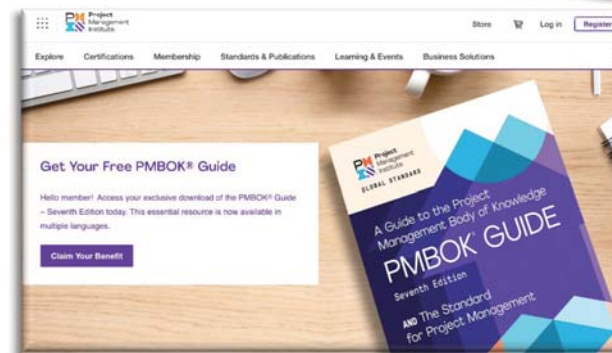 Project
Management
Institute
Store
Log in
Register
Explore
Certifications
Membership
Standards & Publications
Learning & Events
Business Solutions
Get Your Free PMBOK® Guide
Hello member! Access your exclusive download of the PMBOK® Guide
– Seventh Edition today. This essential resource is now available in
multiple languages.
Claim Your Benefit
Project
Management
Institute
GLOBAL STANDARD
A Guide to the Project
Management Body of Knowledge
PMBOK® GUIDE
Seventh Edition
AND The Standard
for Project Management